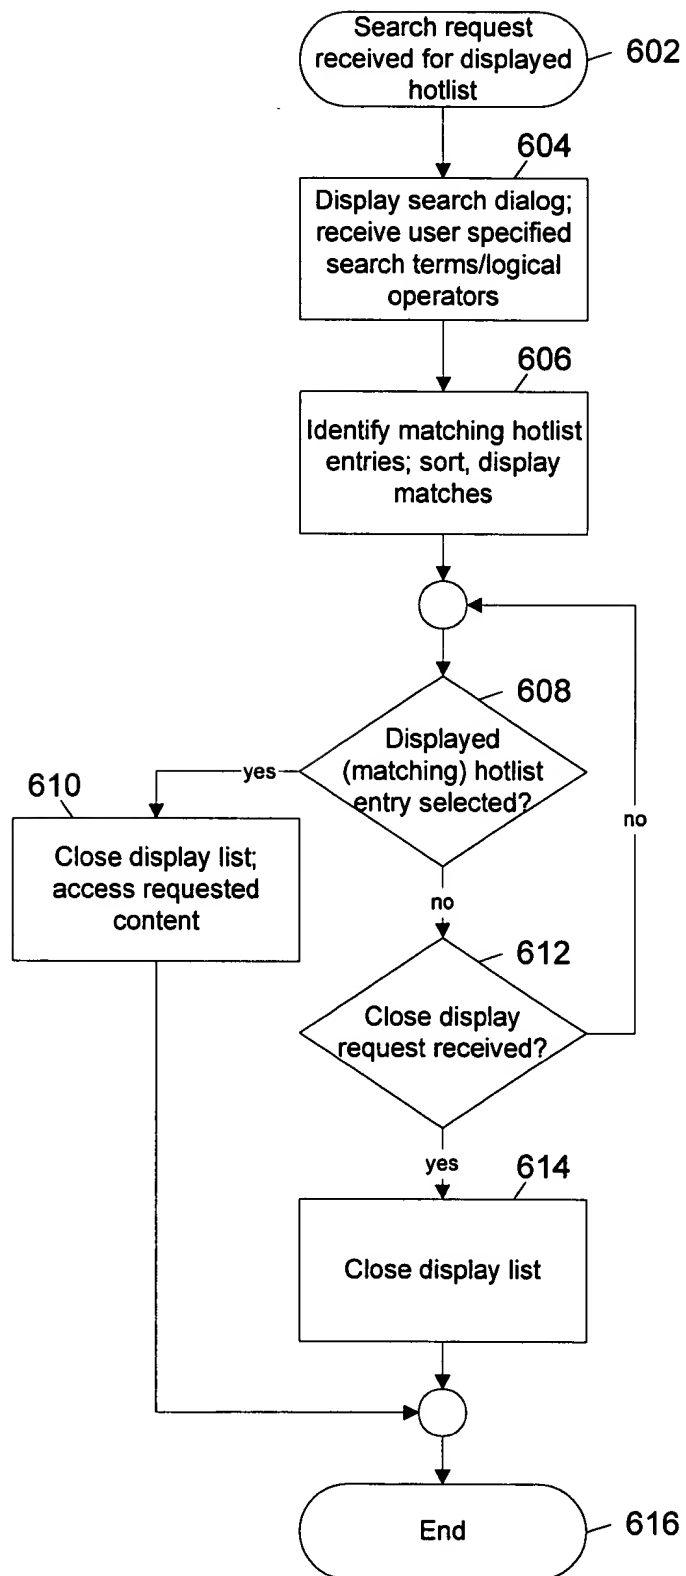 Search request
received for displayed
hotlist
602
604
Display search dialog;
receive user specified
search terms/logical
operators
606
Identify matching hotlist
entries; sort, display
matches
608
Displayed
(matching) hotlist
entry selected?
yes
610
Close display list;
access requested
content
no
no
612
Close display
request received?
yes
614
Close display list
End
616